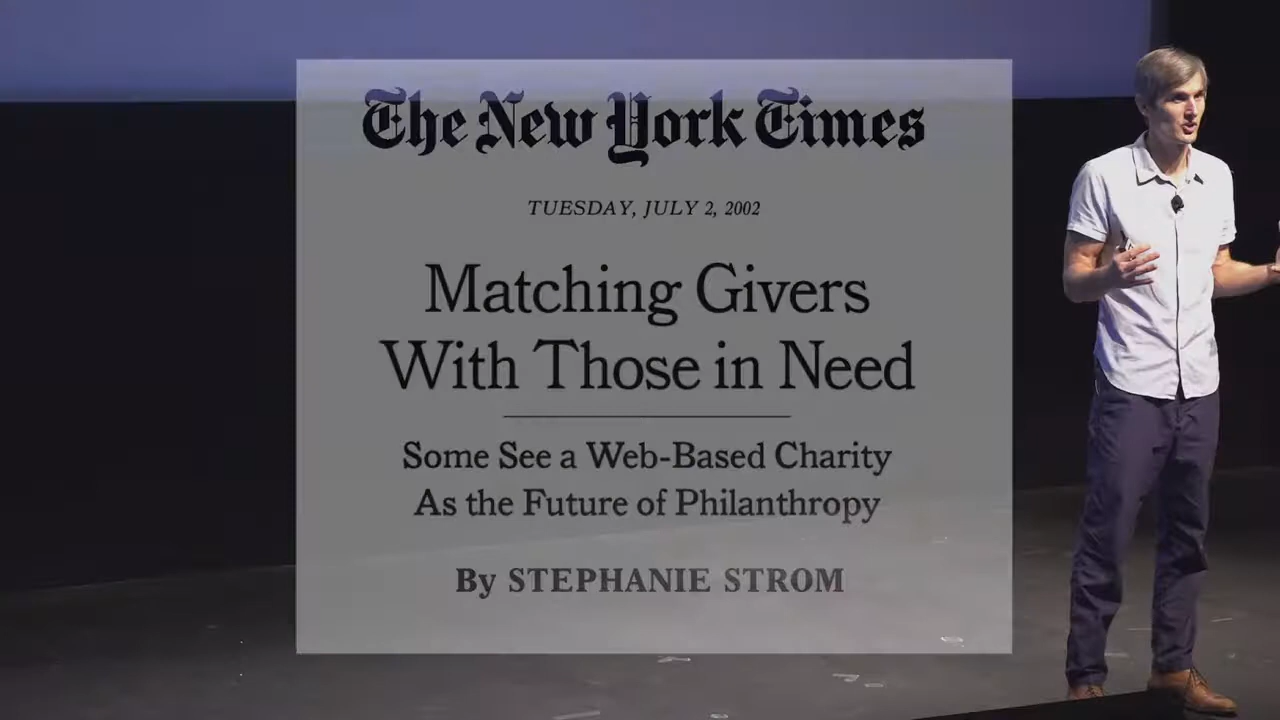 The New York Times
TUESDAY, JULY 2, 2002
Matching Givers
With Those in Need
Some See a Web-Based Charity
As the Future of Philanthropy
By STEPHANIE STROM